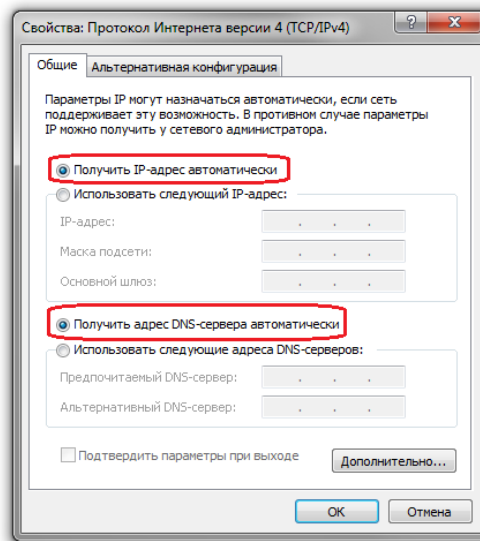 Свойства: Протокол Интернета версии 4 (TCP/IPv4)
Общие
Альтернативная конфигурация
Параметры IP могут назначаться автоматически, если сеть
поддерживает эту возможность. В противном случае параметры
IP можно получить у сетевого администратора.
Получить IP-адрес автоматически
Использовать следующий IP-адрес:
IP-адрес:
Маска подсети:
Основной шлюз:
Получить адрес DNS-сервера автоматически
Использовать следующие адреса DNS-серверов:
Предпочитаемый DNS-сервер:
Альтернативный DNS-сервер:
Подтвердить параметры при выходе
Дополнительно...
ОК
Отмена